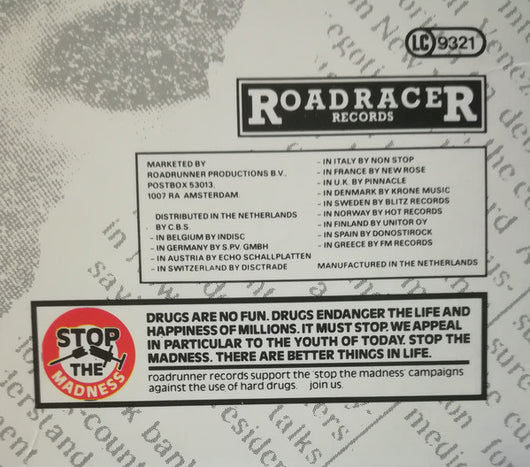 LC 9321
ROADRACER
RECORDS
MARKETED BY
ROADRUNNER PRODUCTIONS B.V.,
POSTBOX 53013,
1007 RA AMSTERDAM.
DISTRIBUTED IN THE NETHERLANDS
BY C.B.S.
- IN BELGIUM BY INDISC
- IN GERMANY BY S.P.V. GMBH
- IN AUSTRIA BY ECHO SCHALLPLATTEN
- IN SWITZERLAND BY DISCTRADE
- IN ITALY BY NON STOP
- IN FRANCE BY NEW ROSE
- IN U.K. BY PINNACLE
- IN DENMARK BY KRONE MUSIC
- IN SWEDEN BY BLITZ RECORDS
- IN NORWAY BY HOT RECORDS
- IN FINLAND BY UNITOR OY
- IN SPAIN BY DONOSTIROCK
- IN GREECE BY FM RECORDS
MANUFACTURED IN THE NETHERLANDS
STOP
THE
MADNESS
DRUGS ARE NO FUN. DRUGS ENDANGER THE LIFE AND
HAPPINESS OF MILLIONS. IT MUST STOP. WE APPEAL
IN PARTICULAR TO THE YOUTH OF TODAY. STOP THE
MADNESS. THERE ARE BETTER THINGS IN LIFE.
roadrunner records support the 'stop the madness' campaigns
against the use of hard drugs. join us.
talks